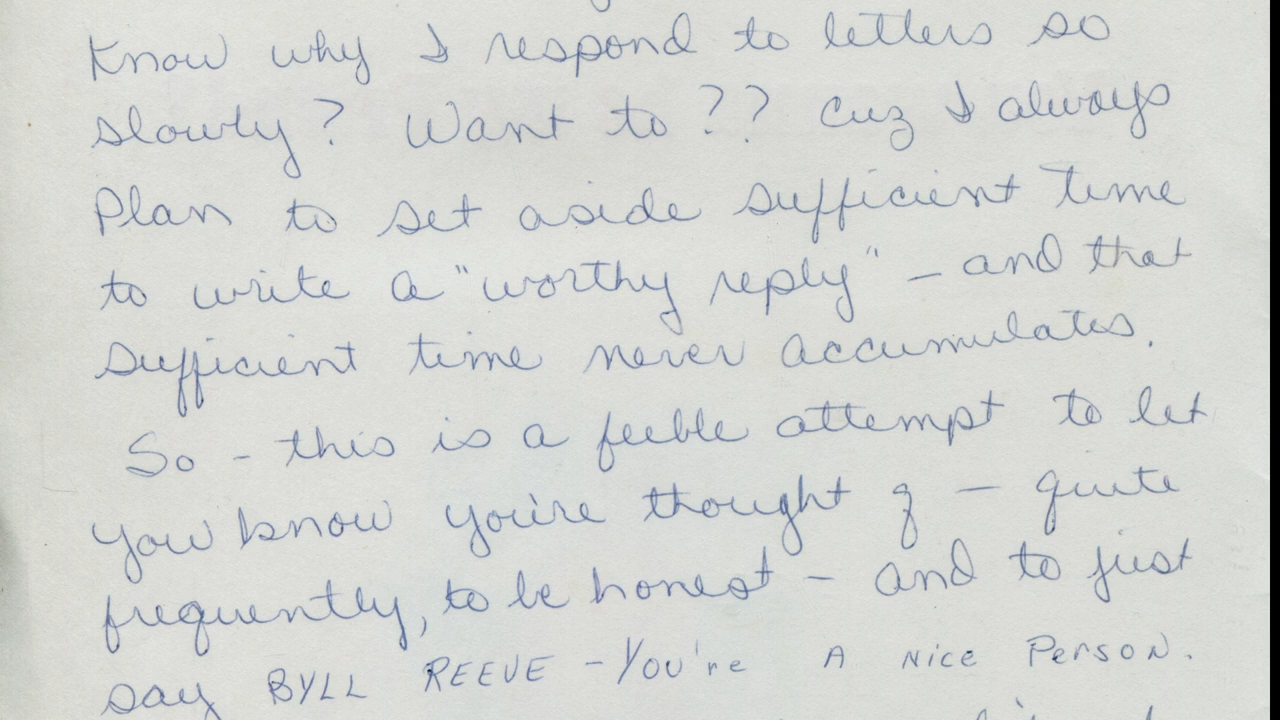 Know why I respond to letters so
slowly? Want to?? Cuz I always
Plan to set aside sufficient time
to write a "worthy reply" – and that
sufficient time never accumulates.
So – this is a feeble attempt to let
you know you're thought of – quite
frequently, to be honest – and to just
say BYLL REEVE – You're A Nice Person.